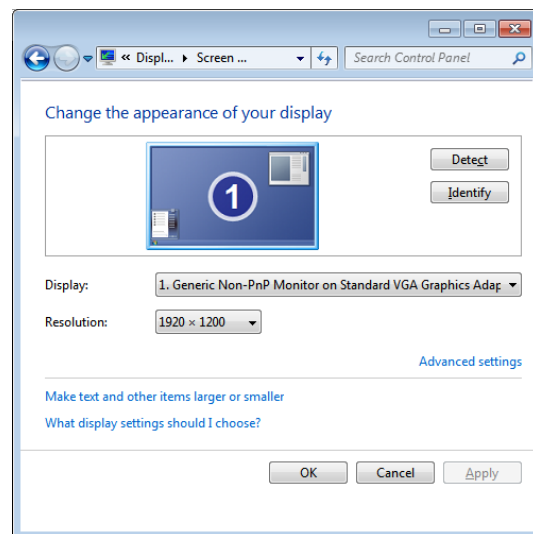 « Displ... ▸ Screen ...
Search Control Panel
Change the appearance of your display
1
Detect
Identify
Display: 1. Generic Non-PnP Monitor on Standard VGA Graphics Adap
Resolution: 1920 × 1200
Advanced settings
Make text and other items larger or smaller
What display settings should I choose?
OK Cancel Apply